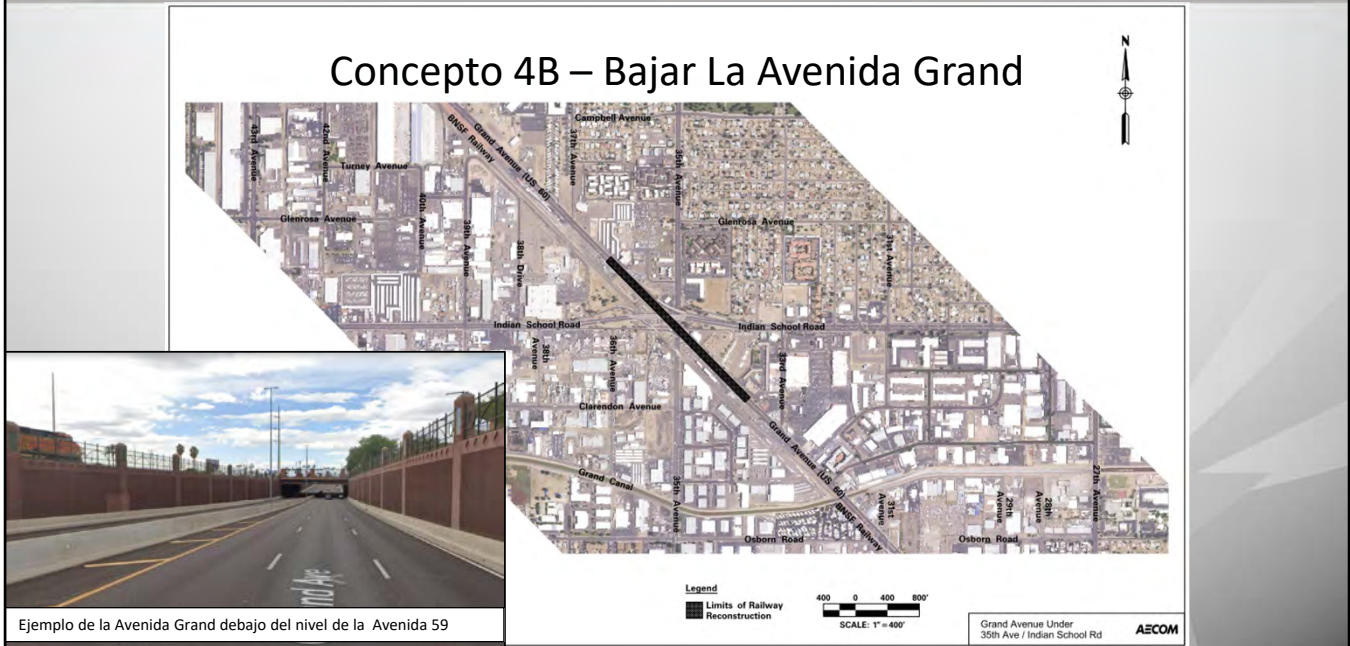 Concepto 4B – Bajar La Avenida Grand
N
Campbell Avenue
43rd Avenue
42nd Avenue
Turney Avenue
BNSF Railway
Grand Avenue (US 60)
37th Avenue
35th Avenue
Glenrosa Avenue
40th Avenue
39th Avenue
38th Drive
Glenrosa Avenue
31st Avenue
Indian School Road
Indian School Road
38th Avenue
36th Avenue
33rd Avenue
Clarendon Avenue
Grand Avenue (US 60)
Grand Canal
35th Avenue
BNSF Railway
31st Avenue
29th Avenue
28th Avenue
27th Avenue
Osborn Road
Osborn Road
nd Ave
Ejemplo de la Avenida Grand debajo del nivel de la Avenida 59
Legend
Limits of Railway
Reconstruction
400 0 400 800'
SCALE: 1" = 400'
Grand Avenue Under
35th Ave / Indian School Rd
AECOM